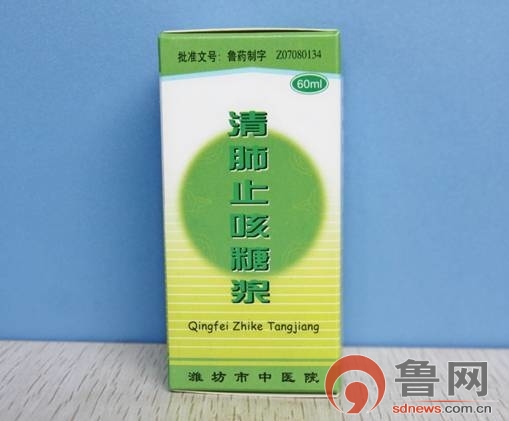 批准文号：鲁药制字 Z07080134
60ml
清肺止咳糖浆
Qingfei Zhike Tangjiang
潍坊市中医院
鲁网
sdnews.com.cn